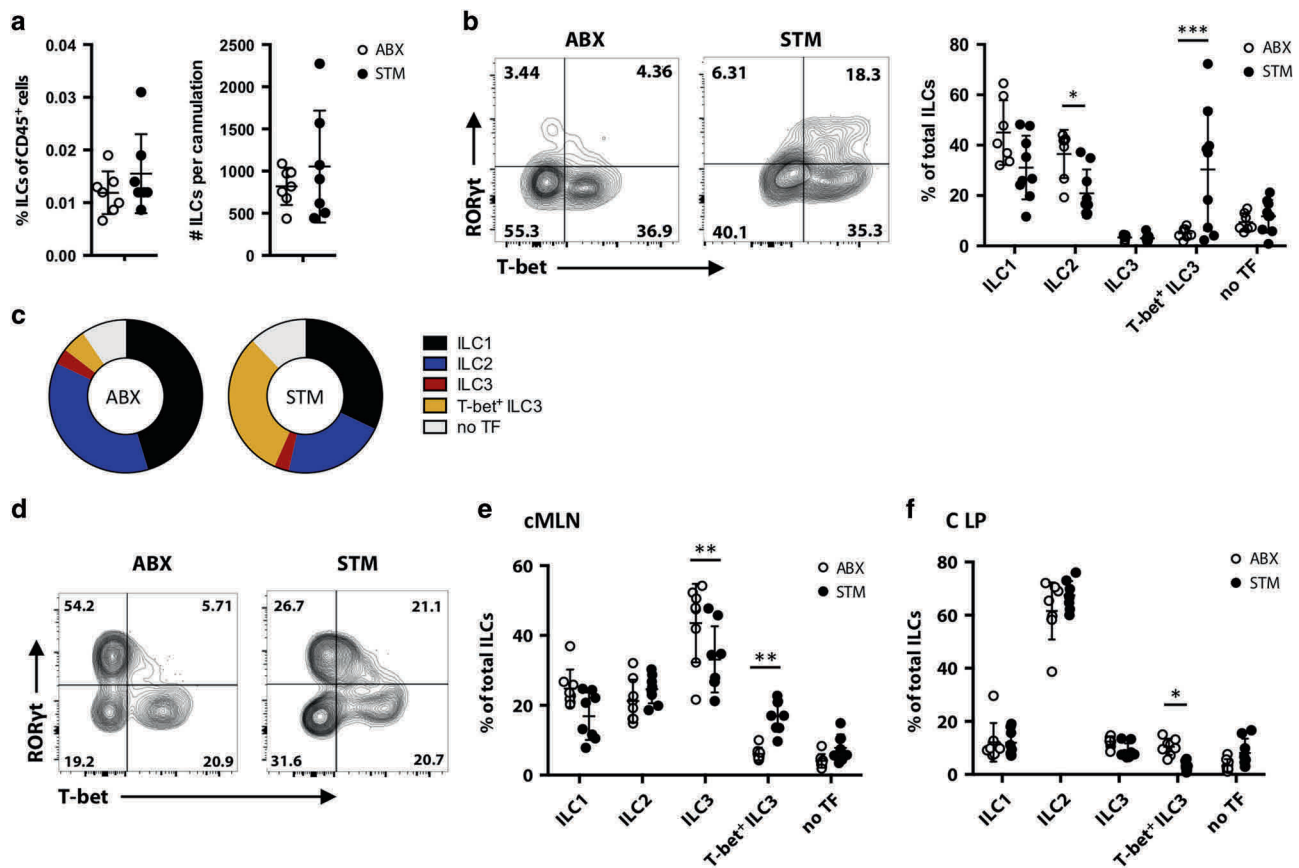 a
% ILCs of CD45+ cells
0.04
0.03
0.02
0.01
0.00
# ILCs per cannulation
2500
2000
1500
1000
500
0
ABX
STM
b
ABX
STM
3.44
4.36
55.3
36.9
6.31
18.3
40.1
35.3
RORγt
T-bet
% of total ILCs
80
60
40
20
0
*
***
ILC1
ILC2
ILC3
T-bet+ ILC3
no TF
ABX
STM
c
ABX
STM
ILC1
ILC2
ILC3
T-bet+ ILC3
no TF
d
ABX
STM
54.2
5.71
19.2
20.9
26.7
21.1
31.6
20.7
RORγt
T-bet
e
cMLN
% of total ILCs
60
40
20
0
**
**
ILC1
ILC2
ILC3
T-bet+ ILC3
no TF
ABX
STM
f
C LP
% of total ILCs
80
60
40
20
0
*
ILC1
ILC2
ILC3
T-bet+ ILC3
no TF
ABX
STM